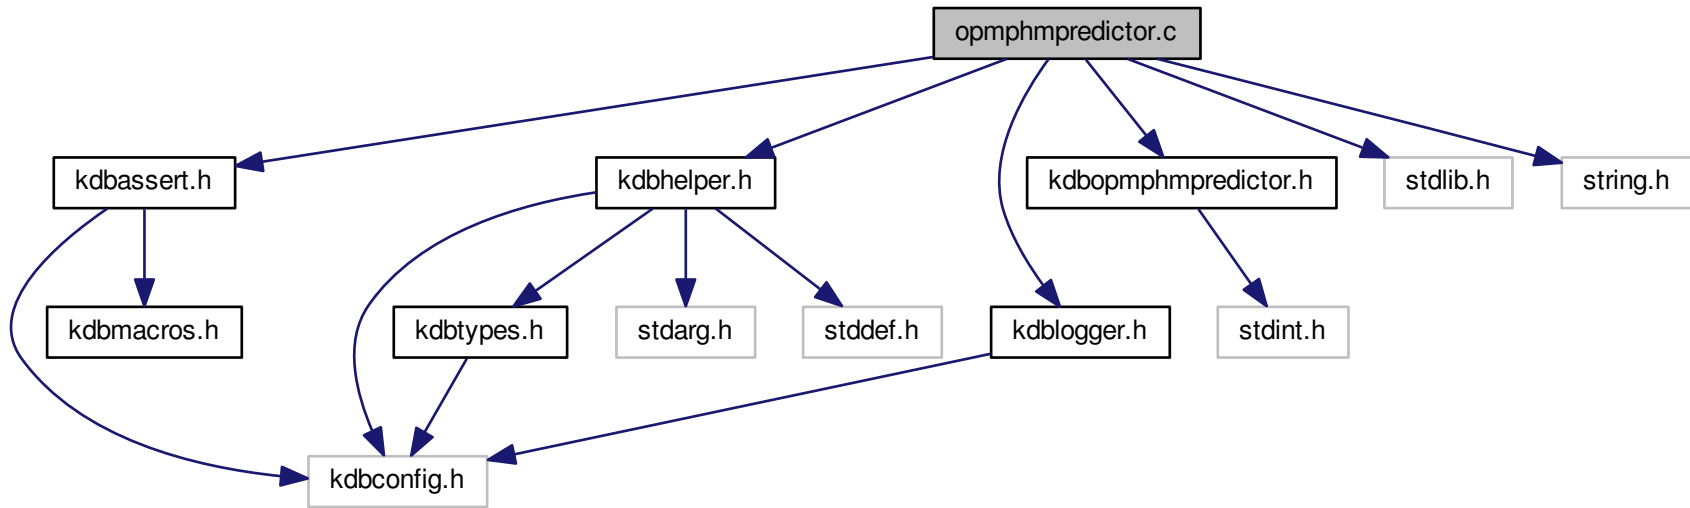 opmphmpredictor.c
kdbassert.h
kdbhelper.h
kdbopmphmpredictor.h
stdlib.h
string.h
kdbmacros.h
kdbtypes.h
stdarg.h
stddef.h
kdblogger.h
stdint.h
kdbconfig.h